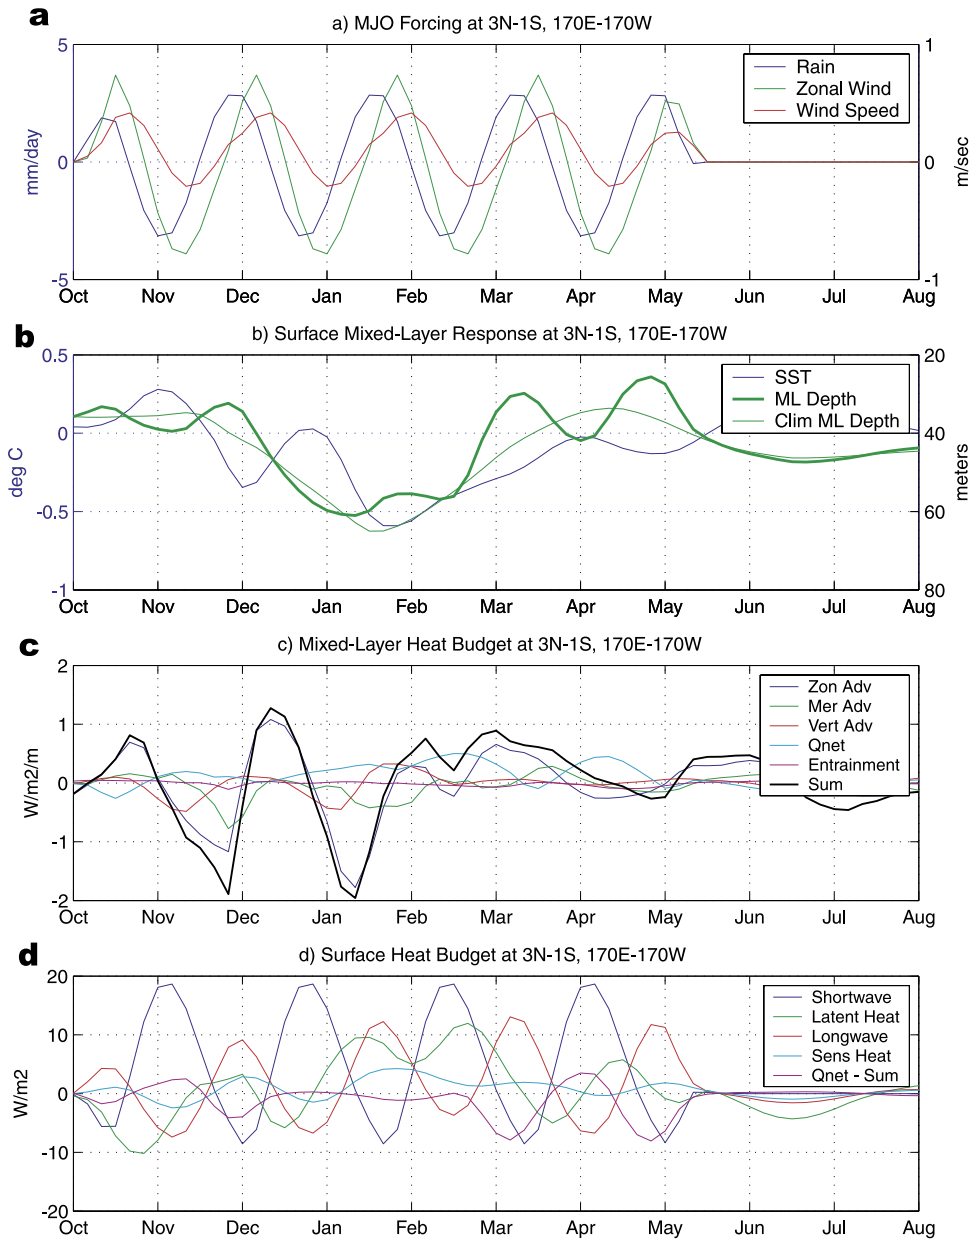 a
a) MJO Forcing at 3N-1S, 170E-170W
5
1
Rain
Zonal Wind
Wind Speed
mm/day
0
0
m/sec
-5
-1
Oct Nov Dec Jan Feb Mar Apr May Jun Jul Aug
b
b) Surface Mixed-Layer Response at 3N-1S, 170E-170W
0.5
20
SST
ML Depth
Clim ML Depth
0
40
deg C
meters
-0.5
60
-1
80
Oct Nov Dec Jan Feb Mar Apr May Jun Jul Aug
c
c) Mixed-Layer Heat Budget at 3N-1S, 170E-170W
2
Zon Adv
Mer Adv
Vert Adv
Qnet
Entrainment
Sum
1
W/m2/m
0
-1
-2
Oct Nov Dec Jan Feb Mar Apr May Jun Jul Aug
d
d) Surface Heat Budget at 3N-1S, 170E-170W
20
Shortwave
Latent Heat
Longwave
Sens Heat
Qnet - Sum
10
W/m2
0
-10
-20
Oct Nov Dec Jan Feb Mar Apr May Jun Jul Aug